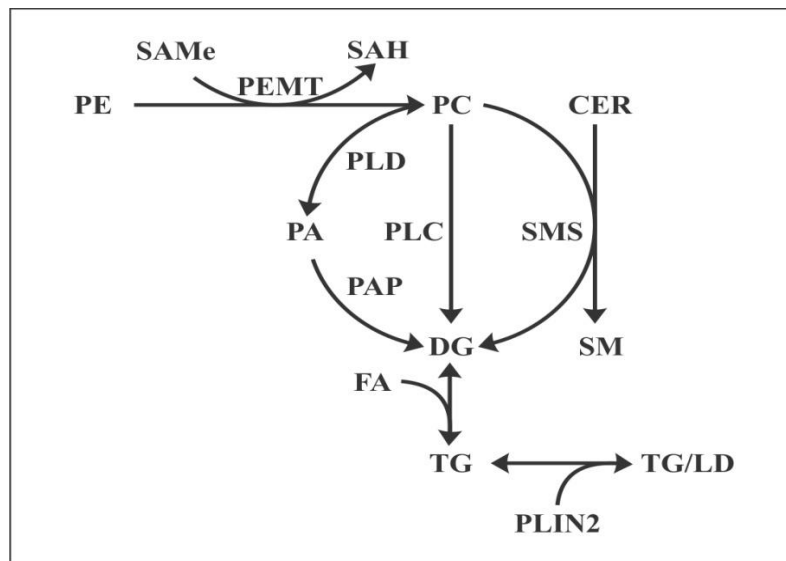 SAMe SAH
PEMT
PE PC CER
PLD
PA PLC SMS
PAP
DG SM
FA
TG TG/LD
PLIN2